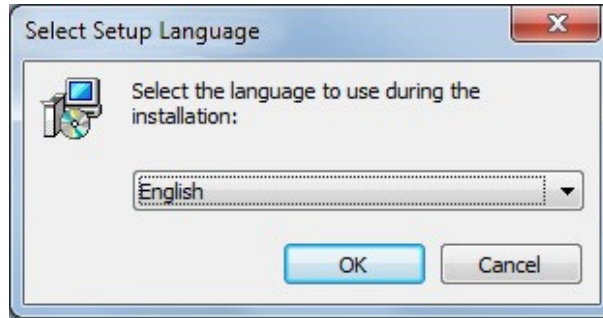 Select Setup Language
Select the language to use during the
installation:
English
OK
Cancel